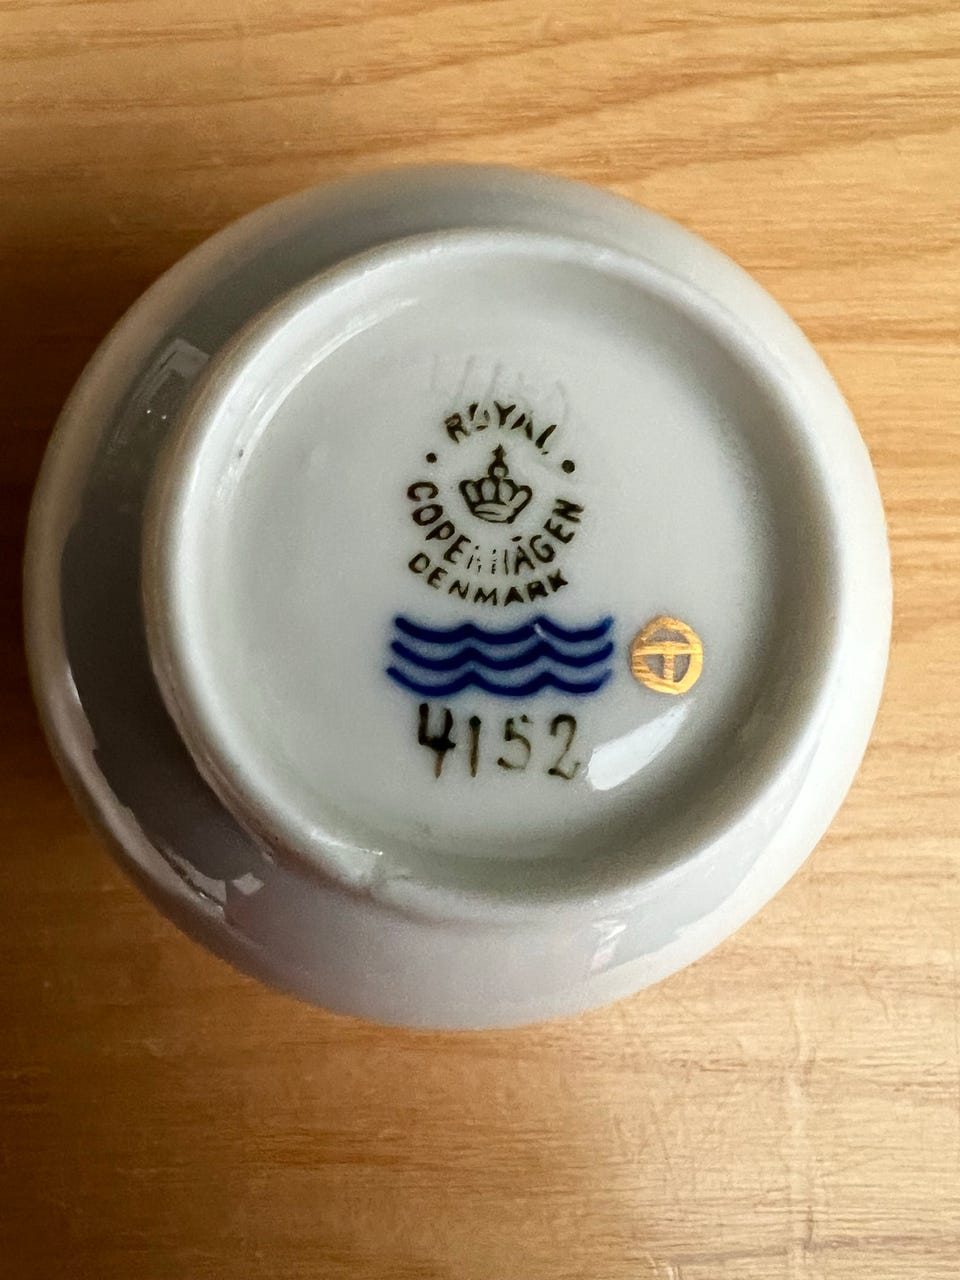 ROYAL
COPENHAGEN
DENMARK
4152